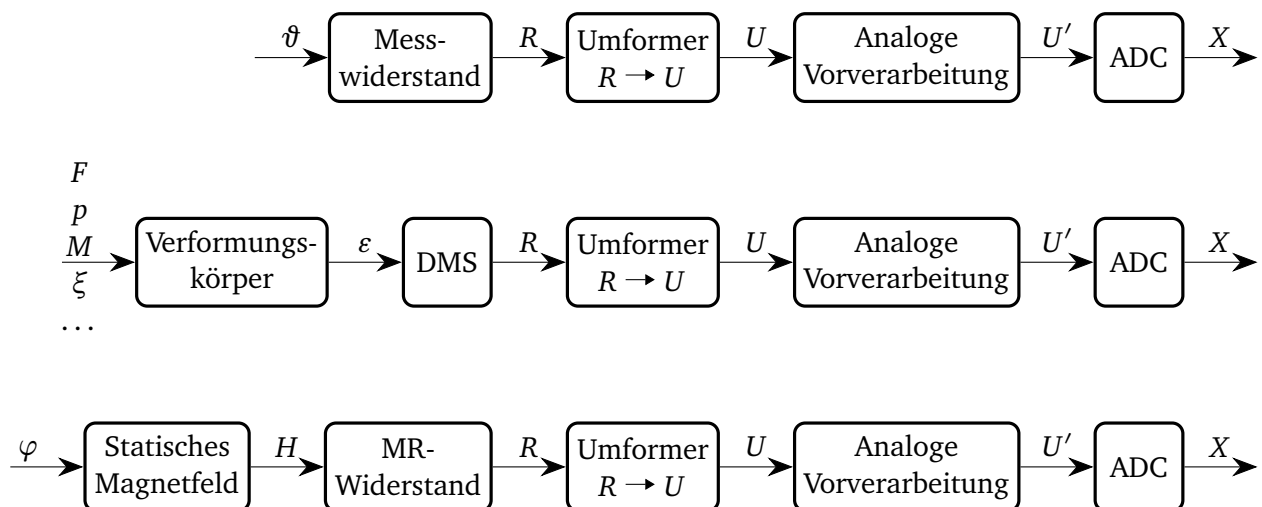 ϑ
Mess-
widerstand
R
Umformer
R → U
U
Analoge
Vorverarbeitung
U′
ADC
X
F
p
M
ξ
...
Verformungs-
körper
ε
DMS
R
Umformer
R → U
U
Analoge
Vorverarbeitung
U′
ADC
X
φ
Statisches
Magnetfeld
H
MR-
Widerstand
R
Umformer
R → U
U
Analoge
Vorverarbeitung
U′
ADC
X